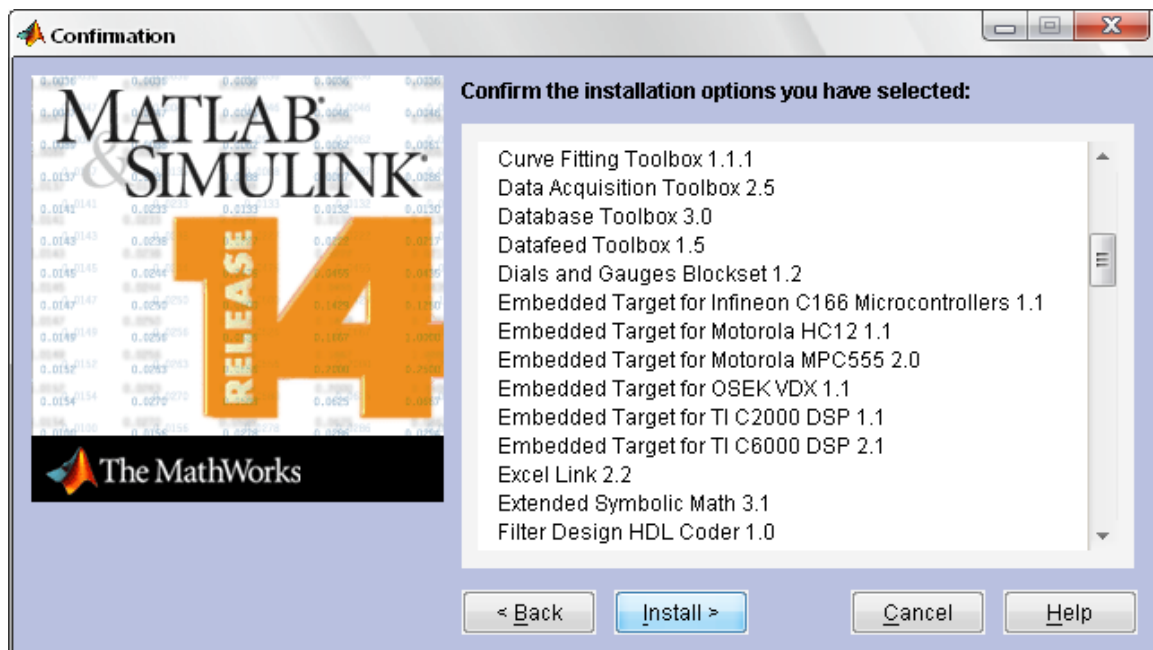 Confirmation
MATLAB®
& SIMULINK®
RELEASE
14
The MathWorks
Confirm the installation options you have selected:
Curve Fitting Toolbox 1.1.1
Data Acquisition Toolbox 2.5
Database Toolbox 3.0
Datafeed Toolbox 1.5
Dials and Gauges Blockset 1.2
Embedded Target for Infineon C166 Microcontrollers 1.1
Embedded Target for Motorola HC12 1.1
Embedded Target for Motorola MPC555 2.0
Embedded Target for OSEK VDX 1.1
Embedded Target for TI C2000 DSP 1.1
Embedded Target for TI C6000 DSP 2.1
Excel Link 2.2
Extended Symbolic Math 3.1
Filter Design HDL Coder 1.0
< Back
Install >
Cancel
Help